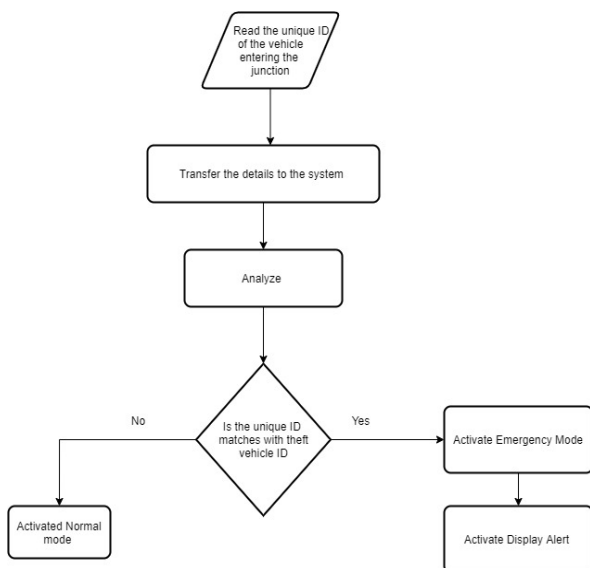 Read the unique ID
of the vehicle
entering the
junction
Transfer the details to the system
Analyze
Is the unique ID
matches with theft
vehicle ID
No
Yes
Activated Normal
mode
Activate Emergency Mode
Activate Display Alert